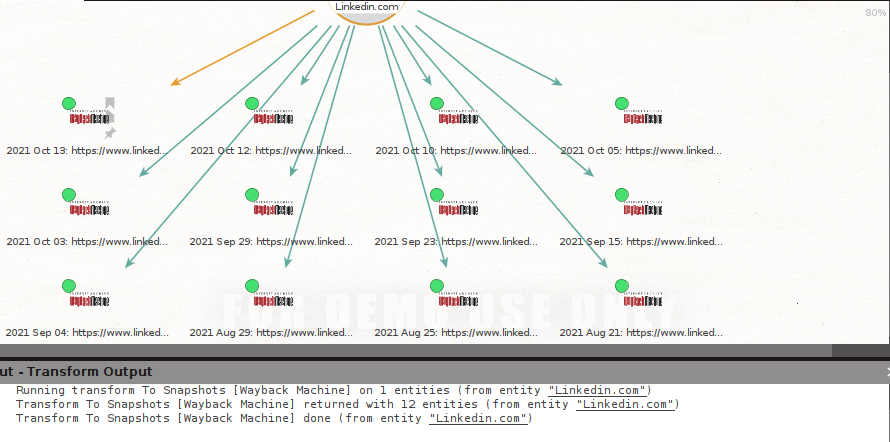 Linkedin.com
80%
2021 Oct 13: https://www.linked...
2021 Oct 12: https://www.linked...
2021 Oct 10: https://www.linked...
2021 Oct 05: https://www.linked...
2021 Oct 03: https://www.linked...
2021 Sep 29: https://www.linked...
2021 Sep 23: https://www.linked...
2021 Sep 15: https://www.linked...
FOR DEMO USE ONLY
2021 Sep 04: https://www.linked...
2021 Aug 29: https://www.linked...
2021 Aug 25: https://www.linked...
2021 Aug 21: https://www.linked...
ut - Transform Output
Running transform To Snapshots [Wayback Machine] on 1 entities (from entity "Linkedin.com")
Transform To Snapshots [Wayback Machine] returned with 12 entities (from entity "Linkedin.com")
Transform To Snapshots [Wayback Machine] done (from entity "Linkedin.com")